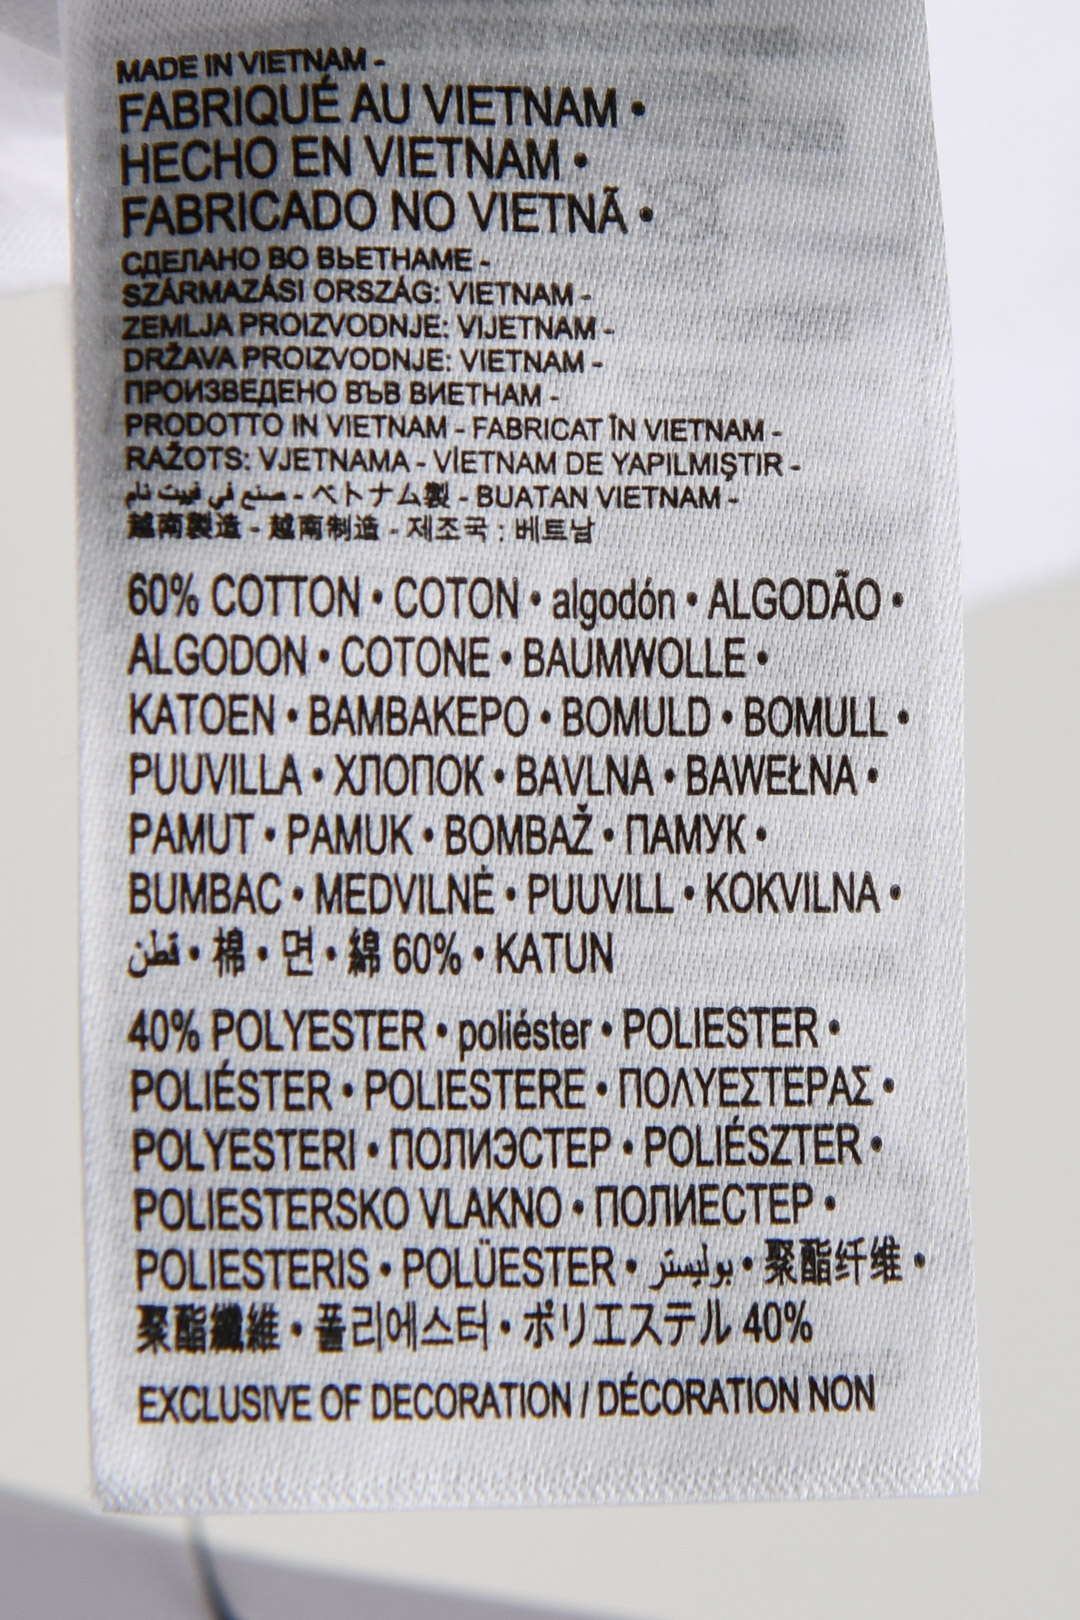 MADE IN VIETNAM -
FABRIQUÉ AU VIETNAM •
HECHO EN VIETNAM •
FABRICADO NO VIETNÃ •
СДЕЛАНО ВО ВЬЕТНАМЕ -
SZÁRMAZÁSI ORSZÁG: VIETNAM -
ZEMLJA PROIZVODNJE: VIJETNAM -
DRŽAVA PROIZVODNJE: VIETNAM -
ПРОИЗВЕДЕНО ВЪВ ВИЕТНАМ -
PRODOTTO IN VIETNAM - FABRICAT ÎN VIETNAM -
RAŽOTS: VJETNAMA - VİETNAM DE YAPILMIŞTIR -
صنع في فييت نام - ベトナム製 - BUATAN VIETNAM -
越南製造 - 越南制造 - 제조국 : 베트남
60% COTTON • COTON • algodón • ALGODÃO •
ALGODON • COTONE • BAUMWOLLE •
KATOEN • ΒΑΜΒΑΚΕΡΟ • BOMULD • BOMULL •
PUUVILLA • ХЛОПОК • BAVLNA • BAWEŁNA •
PAMUT • PAMUK • BOMBAŽ • ПАМУК •
BUMBAC • MEDVILNĖ • PUUVILL • KOKVILNA •
قطن • 棉 • 면 • 綿 60% • KATUN
40% POLYESTER • poliéster • POLIESTER •
POLIÉSTER • POLIESTERE • ΠΟΛΥΕΣΤΕΡΑΣ •
POLYESTERI • ПОЛИЭСТЕР • POLIÉSZTER •
POLIESTERSKO VLAKNO • ПОЛИЕСТЕР •
POLIESTERIS • POLÜESTER • بوليستر • 聚酯纤维 •
聚酯纖維 • 폴리에스터 • ポリエステル 40%
EXCLUSIVE OF DECORATION / DÉCORATION NON